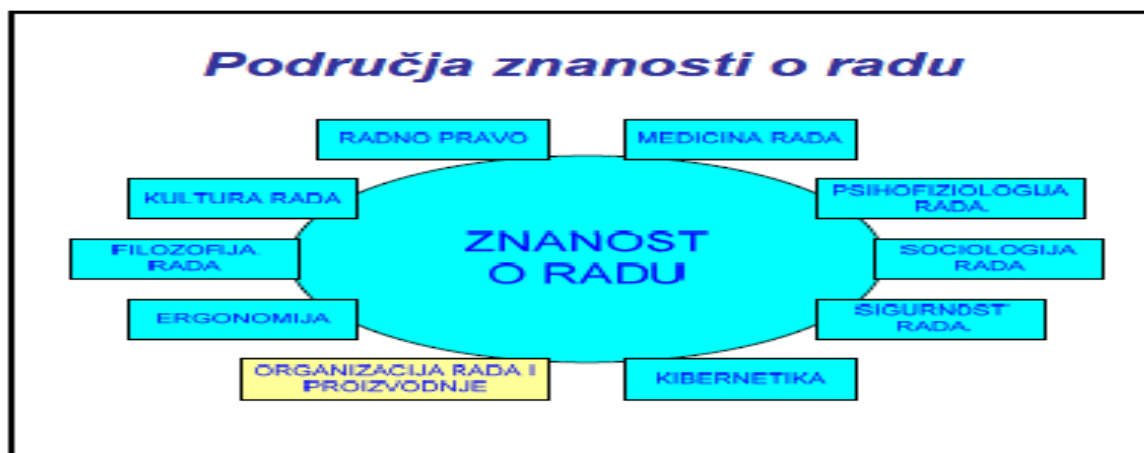 Područja znanosti o radu
RADNO PRAVO
MEDICINA RADA
KULTURA RADA
PSIHOFIZIOLOGIJA
RADA
FILOZOFIJA
RADA
ZNANOST
O RADU
SOCIOLOGIJA
RADA
ERGONOMIJA
SIGURNOST
RADA
ORGANIZACIJA RADA I
PROIZVODNJE
KIBERNETIKA